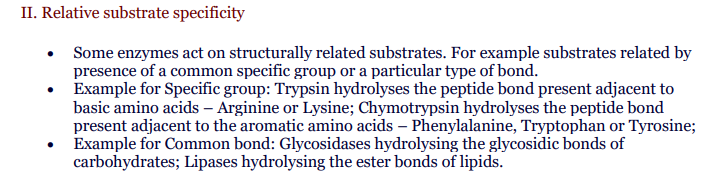 II. Relative substrate specificity
• Some enzymes act on structurally related substrates. For example substrates related by
presence of a common specific group or a particular type of bond.
• Example for Specific group: Trypsin hydrolyses the peptide bond present adjacent to
basic amino acids – Arginine or Lysine; Chymotrypsin hydrolyses the peptide bond
present adjacent to the aromatic amino acids – Phenylalanine, Tryptophan or Tyrosine;
• Example for Common bond: Glycosidases hydrolysing the glycosidic bonds of
carbohydrates; Lipases hydrolysing the ester bonds of lipids.